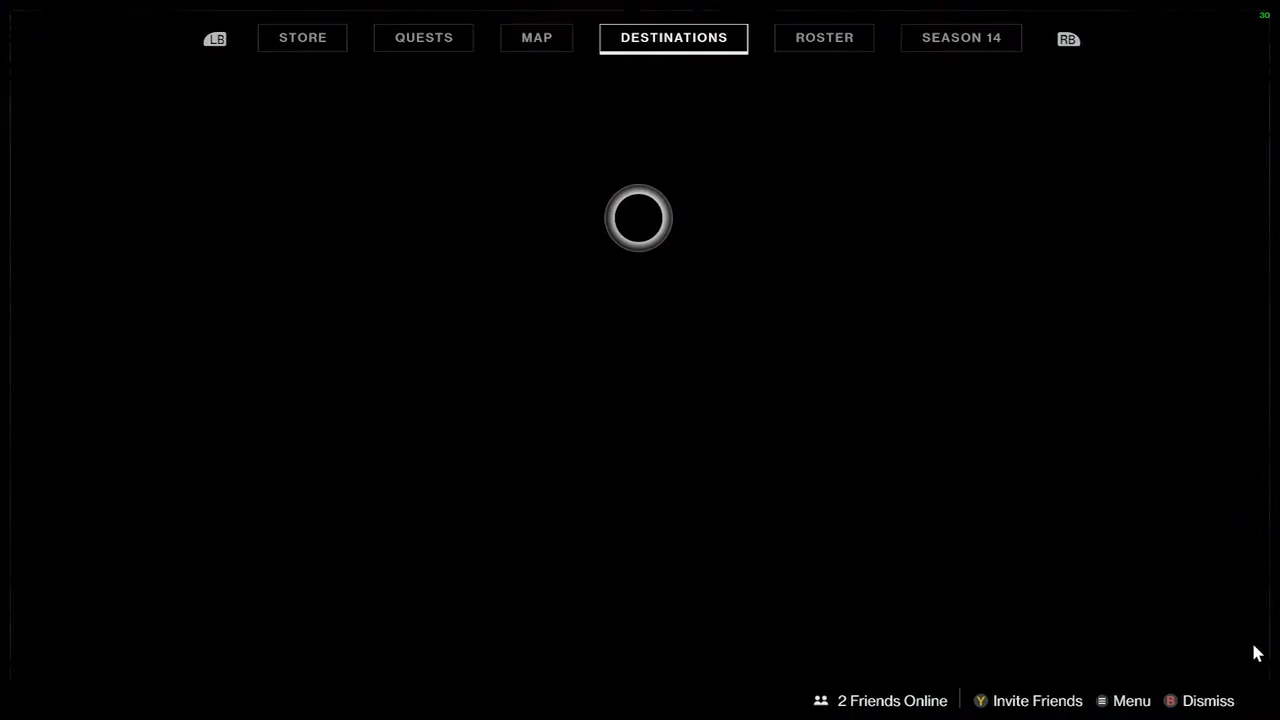 30
LB STORE QUESTS MAP DESTINATIONS ROSTER SEASON 14 RB
2 Friends Online Y Invite Friends Menu B Dismiss